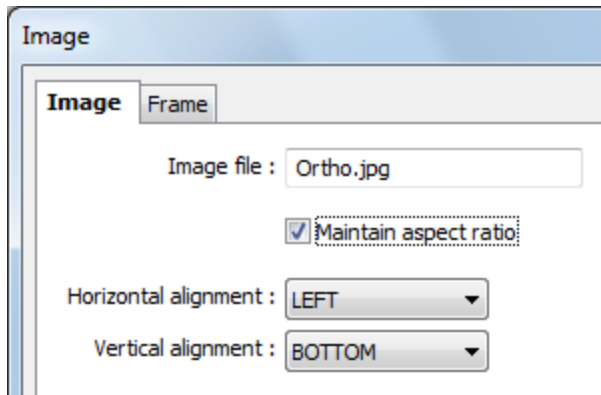 Image
Image Frame
Image file : Ortho.jpg
Maintain aspect ratio
Horizontal alignment : LEFT
Vertical alignment : BOTTOM